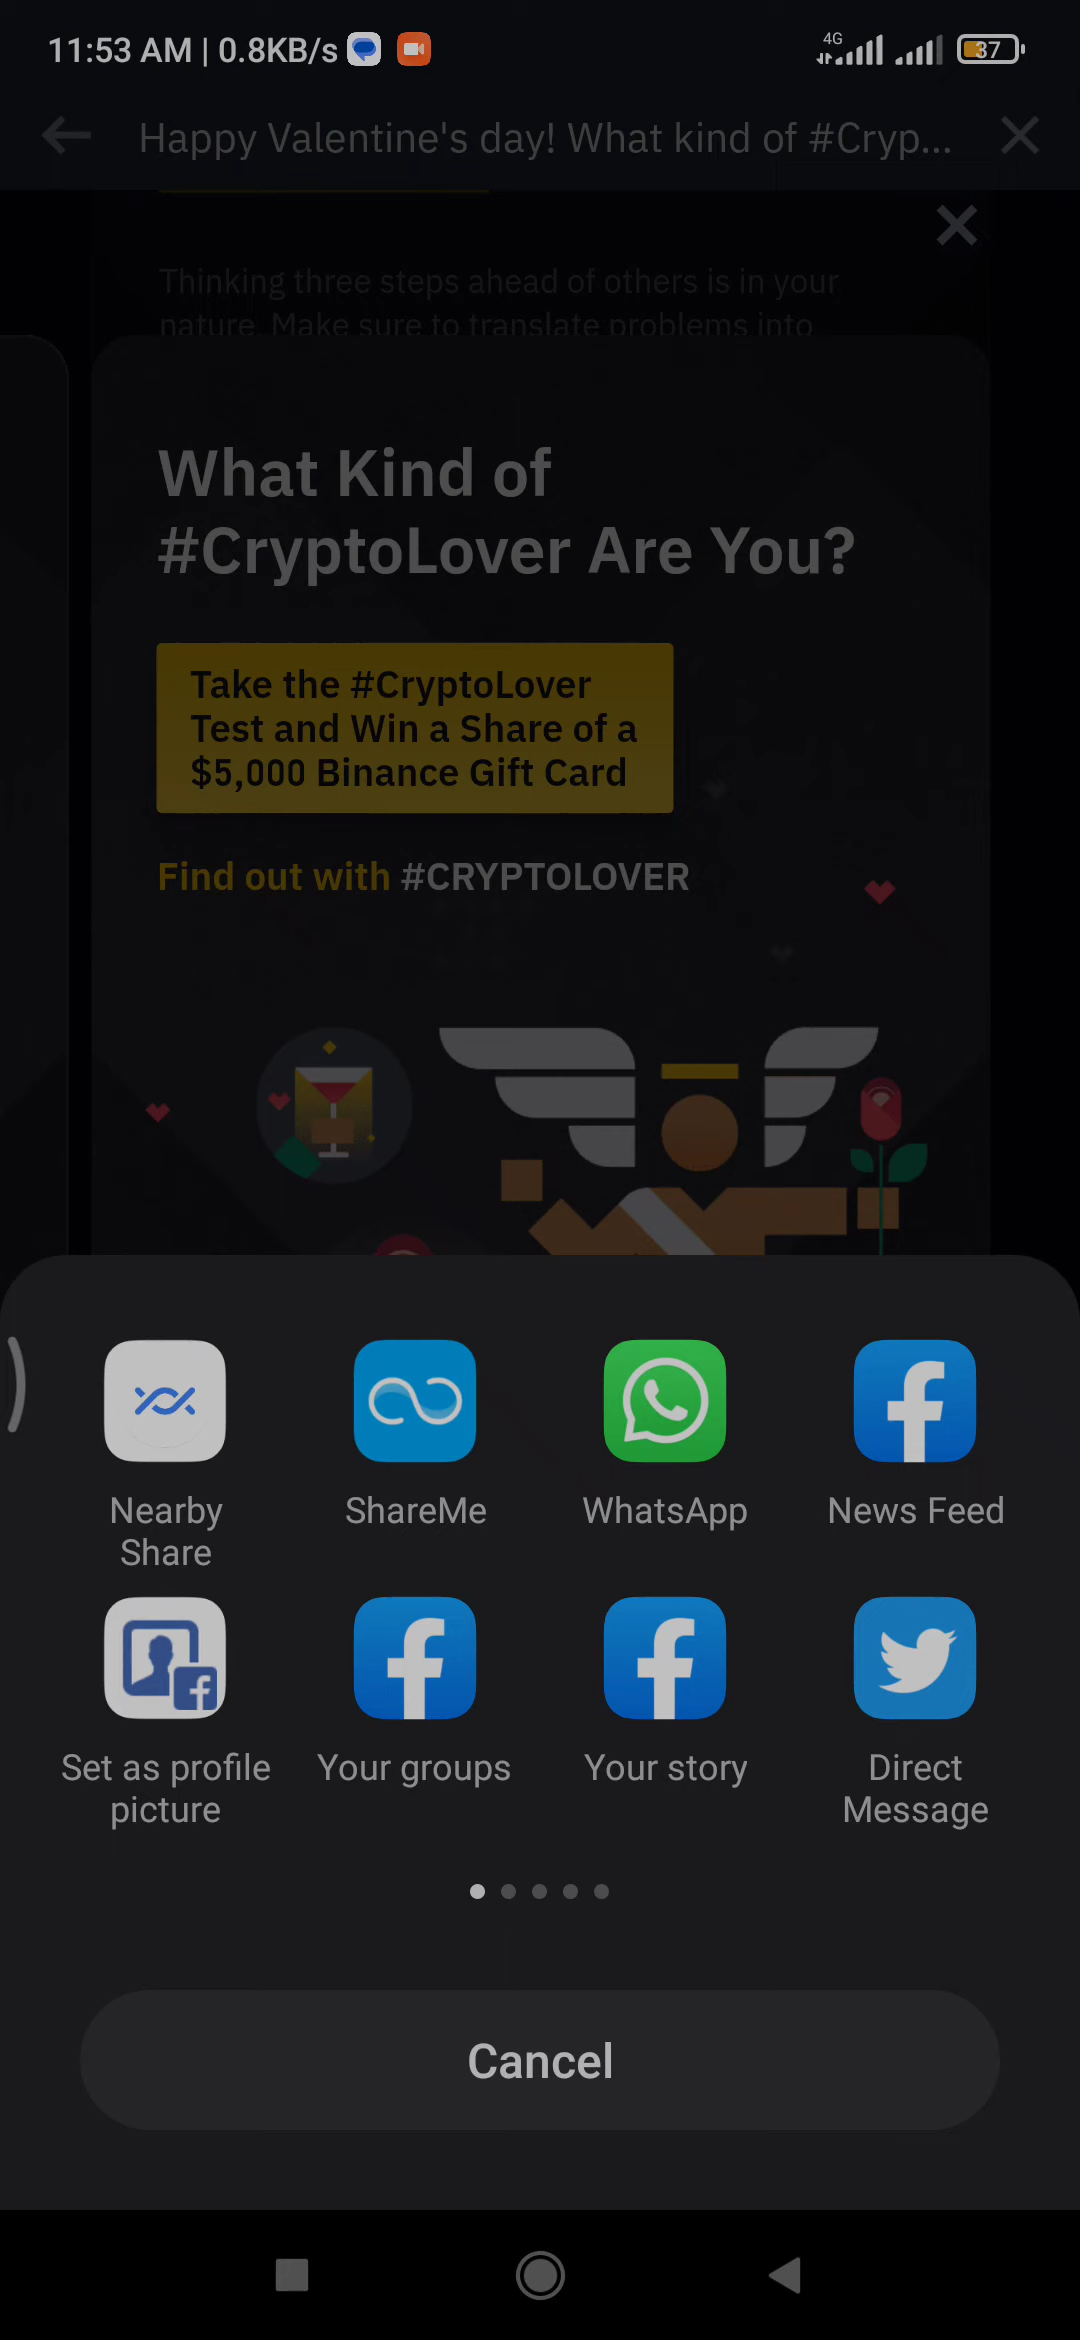 11:53 AM | 0.8KB/s
4G
37
Happy Valentine's day! What kind of #Cryp...
Thinking three steps ahead of others is in your
nature. Make sure to translate problems into
What Kind of
#CryptoLover Are You?
Take the #CryptoLover
Test and Win a Share of a
$5,000 Binance Gift Card
Find out with #CRYPTOLOVER
Nearby
Share
ShareMe
WhatsApp
News Feed
Set as profile
picture
Your groups
Your story
Direct
Message
Cancel